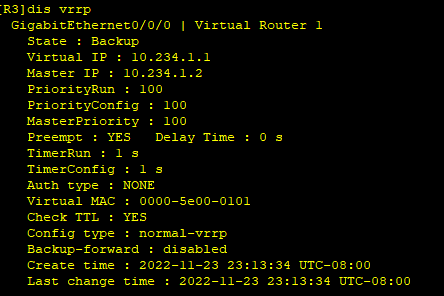 [R3]dis vrrp
GigabitEthernet0/0/0 | Virtual Router 1
State : Backup
Virtual IP : 10.234.1.1
Master IP : 10.234.1.2
PriorityRun : 100
PriorityConfig : 100
MasterPriority : 100
Preempt : YES   Delay Time : 0 s
TimerRun : 1 s
TimerConfig : 1 s
Auth type : NONE
Virtual MAC : 0000-5e00-0101
Check TTL : YES
Config type : normal-vrrp
Backup-forward : disabled
Create time : 2022-11-23 23:13:34 UTC-08:00
Last change time : 2022-11-23 23:13:34 UTC-08:00